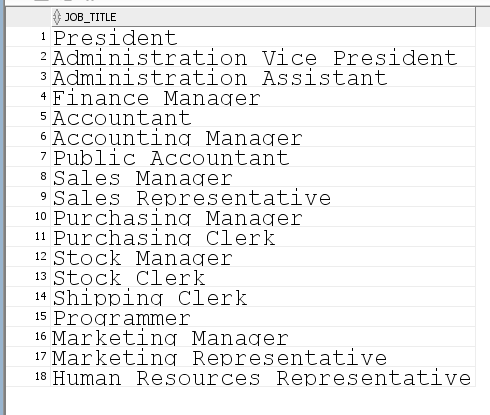 JOB_TITLE
1 President
2 Administration Vice President
3 Administration Assistant
4 Finance Manager
5 Accountant
6 Accounting Manager
7 Public Accountant
8 Sales Manager
9 Sales Representative
10 Purchasing Manager
11 Purchasing Clerk
12 Stock Manager
13 Stock Clerk
14 Shipping Clerk
15 Programmer
16 Marketing Manager
17 Marketing Representative
18 Human Resources Representative